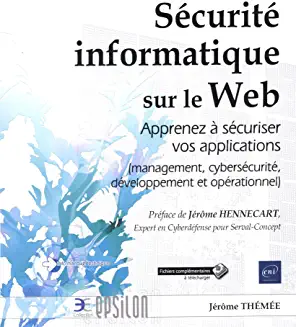 Sécurité
informatique
sur le Web
Apprenez à sécuriser
vos applications
(management, cybersécurité,
développement et opérationnel)
Préface de Jérôme HENNECART,
Expert en Cyberdéfense pour Serval-Concept
Fichiers complémentaires
à télécharger
eni
epsilon
Jérôme THÉMÉE